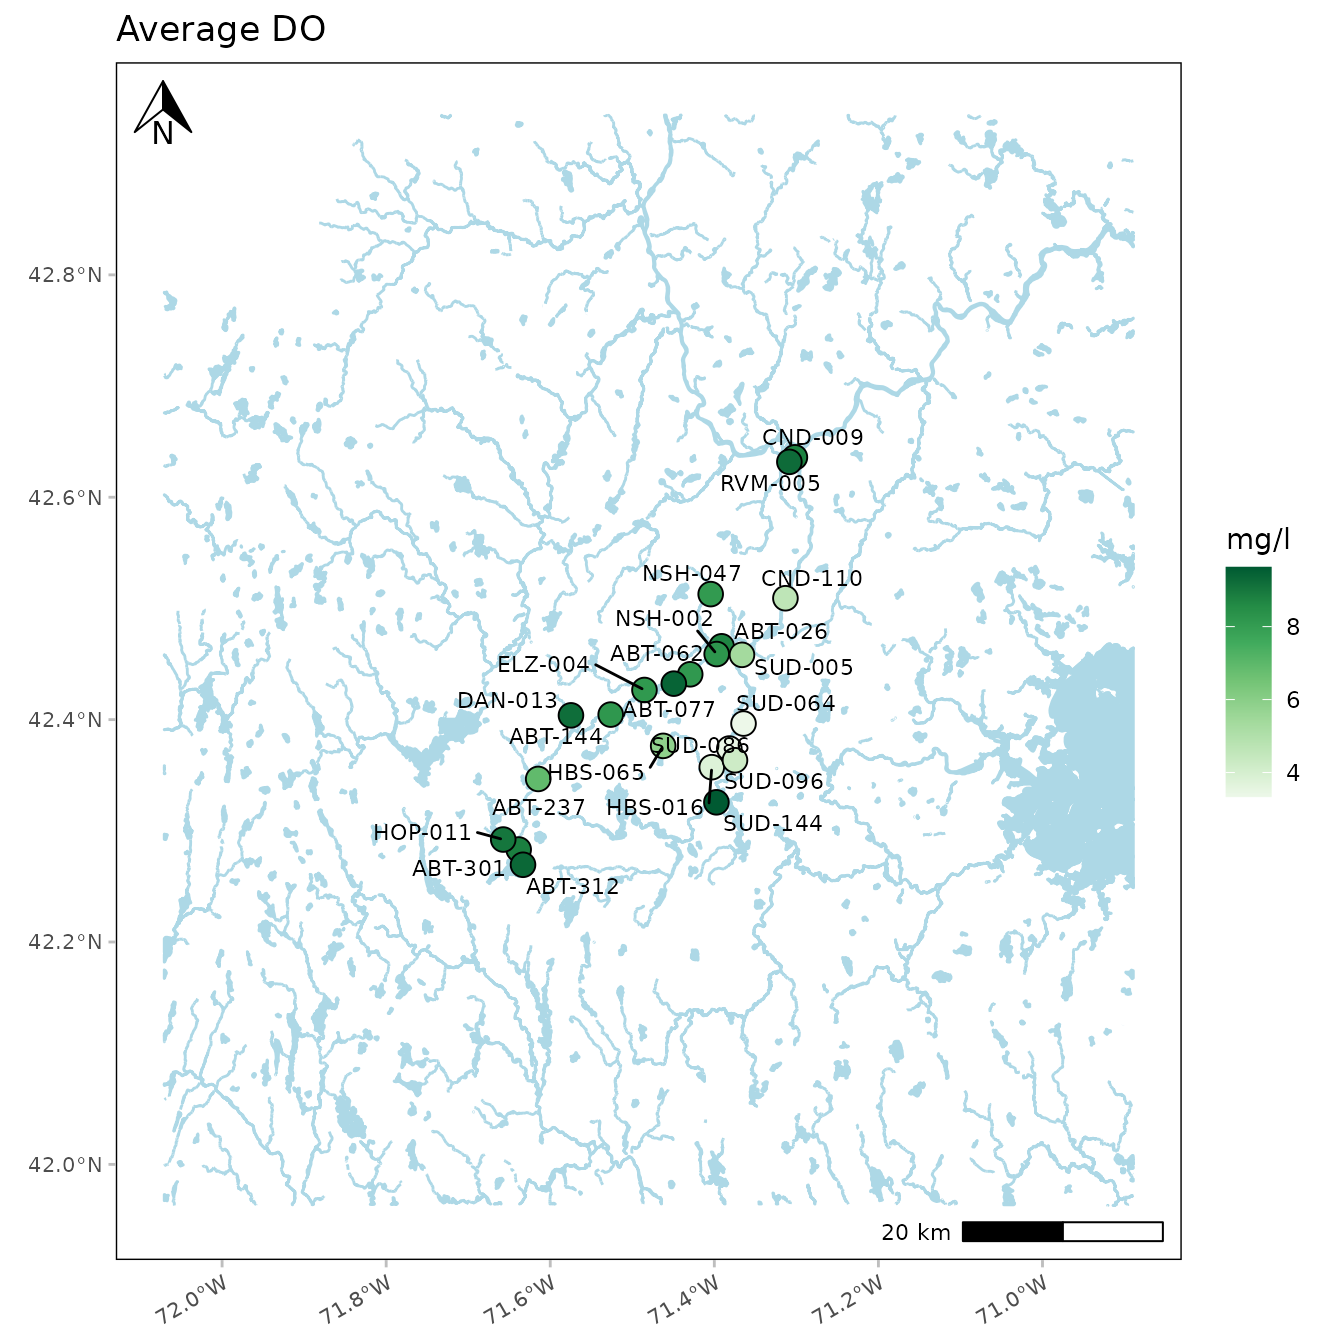 Average DO
N
42.8°N
42.6°N
42.4°N
42.2°N
42.0°N
CND-009
RVM-005
NSH-047
CND-110
NSH-002
ABT-026
ABT-062
SUD-005
ELZ-004
DAN-013
SUD-064
ABT-077
ABT-144
SUD-086
HBS-065
SUD-096
ABT-237
HBS-016
SUD-144
HOP-011
ABT-301
ABT-312
mg/l
8
6
4
20 km
72.0°W
71.8°W
71.6°W
71.4°W
71.2°W
71.0°W